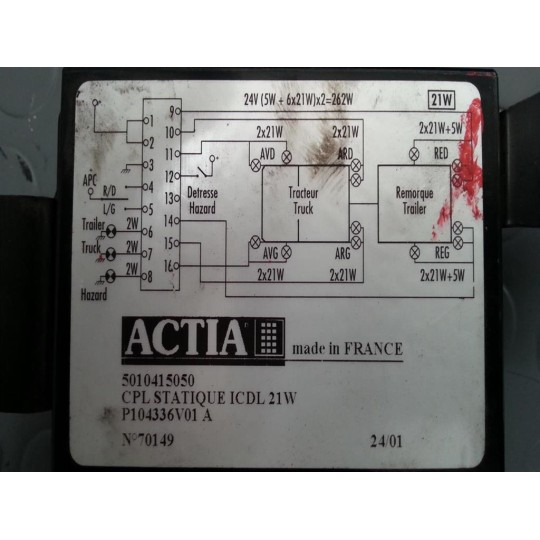 24V (5W + 6x21W)x2=262W 21W
9
1 10 2x21W 2x21W 2x21W+5W
2 11 AVD ARD RED
3 12
APC
R/D 4 13 Detresse Hazard Tracteur Truck Remorque Trailer
L/G 5 14
Trailer 2W 6
Truck 2W 7 15 AVG ARG REG
2W 8 16 2x21W 2x21W 2x21W+5W
Hazard
ACTIA made in FRANCE
5010415050
CPL STATIQUE ICDL 21W
P104336V01 A
N°70149 24/01